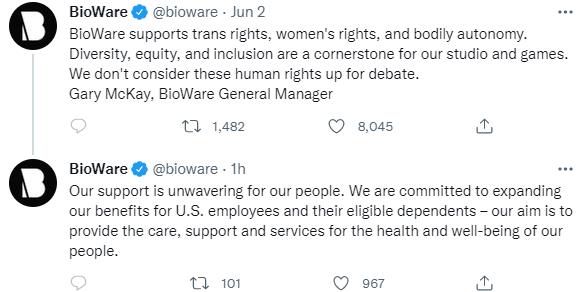 BioWare @bioware · Jun 2
BioWare supports trans rights, women's rights, and bodily autonomy.
Diversity, equity, and inclusion are a cornerstone for our studio and games.
We don't consider these human rights up for debate.
Gary McKay, BioWare General Manager
1,482 8,045
BioWare @bioware · 1h
Our support is unwavering for our people. We are committed to expanding
our benefits for U.S. employees and their eligible dependents – our aim is to
provide the care, support and services for the health and well-being of our
people.
101 967